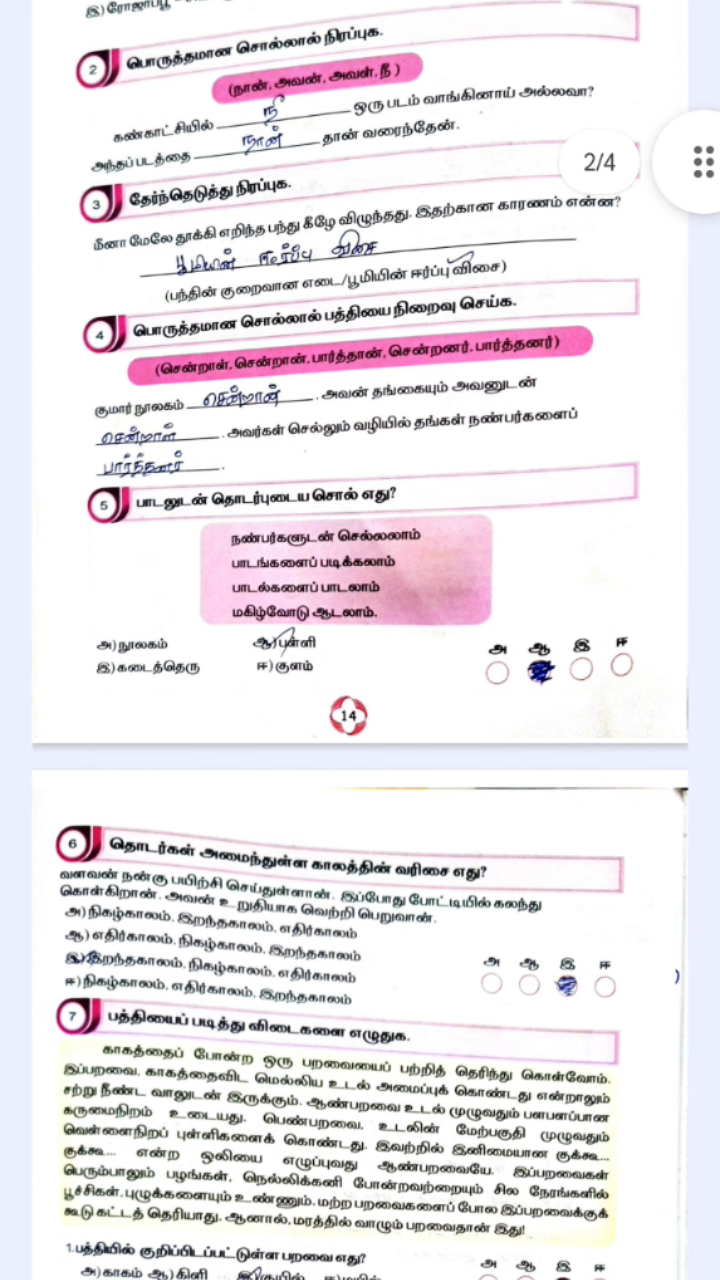 இ) ரோஜாப்பூ
2 பொருத்தமான சொல்லால் நிரப்புக.
(நான், அவன், அவள், நீ )
கண்காட்சியில் நீ ஒரு படம் வாங்கினாய் அல்லவா?
அந்தப் படத்தை நான் தான் வரைந்தேன்.
2/4
3 தேர்ந்தெடுத்து நிரப்புக.
மீனா மேலே தூக்கி எறிந்த பந்து கீழே விழுந்தது. இதற்கான காரணம் என்ன?
பூமியின் ஈர்ப்பு விசை
(பந்தின் குறைவான எடை/பூமியின் ஈர்ப்பு விசை)
4 பொருத்தமான சொல்லால் பத்தியை நிறைவு செய்க.
(சென்றாள், சென்றான், பார்த்தான், சென்றனர், பார்த்தனர்)
குமார் நூலகம் சென்றான் . அவன் தங்கையும் அவனுடன்
சென்றாள் . அவர்கள் செல்லும் வழியில் தங்கள் நண்பர்களைப்
பார்த்தனர் .
5 பாடலுடன் தொடர்புடைய சொல் எது?
நண்பர்களுடன் செல்லலாம்
பாடங்களைப் படிக்கலாம்
பாடல்களைப் பாடலாம்
மகிழ்வோடு ஆடலாம்.
அ) நூலகம் ஆ) பள்ளி
இ) கடைத்தெரு ஈ) குளம்
அ ஆ இ ஈ
14
6 தொடர்கள் அமைந்துள்ள காலத்தின் வரிசை எது?
வளவன் நன்கு பயிற்சி செய்துள்ளான். இப்போது போட்டியில் கலந்து
கொள்கிறான். அவன் உறுதியாக வெற்றி பெறுவான்.
அ) நிகழ்காலம், இறந்தகாலம், எதிர்காலம்
ஆ) எதிர்காலம், நிகழ்காலம், இறந்தகாலம்
இ) இறந்தகாலம், நிகழ்காலம், எதிர்காலம்
ஈ) நிகழ்காலம், எதிர்காலம், இறந்தகாலம்
அ ஆ இ ஈ
7 பத்தியைப் படித்து விடைகளை எழுதுக.
காகத்தைப் போன்ற ஒரு பறவையைப் பற்றித் தெரிந்து கொள்வோம்.
இப்பறவை, காகத்தைவிட மெல்லிய உடல் அமைப்புக் கொண்டது என்றாலும்
சற்று நீண்ட வாலுடன் இருக்கும். ஆண்பறவை உடல் முழுவதும் பளபளப்பான
கருமைநிறம் உடையது. பெண்பறவை, உடலின் மேற்பகுதி முழுவதும்
வெள்ளைநிறப் புள்ளிகளைக் கொண்டது. இவற்றில் இனிமையான குக்கூ...
குக்கூ... என்ற ஒலியை எழுப்புவது ஆண்பறவையே. இப்பறவைகள்
பெரும்பாலும் பழங்கள், நெல்லிக்கனி போன்றவற்றையும் சில நேரங்களில்
பூச்சிகள், புழுக்களையும் உண்ணும். மற்ற பறவைகளைப் போல இப்பறவைக்குக்
கூடு கட்டத் தெரியாது. ஆனால், மரத்தில் வாழும் பறவைதான் இது!
1.பத்தியில் குறிப்பிடப்பட்டுள்ள பறவை எது?
அ ஆ இ ஈ
அ) காகம் ஆ) கிளி இ) குயில் ஈ) மயில்